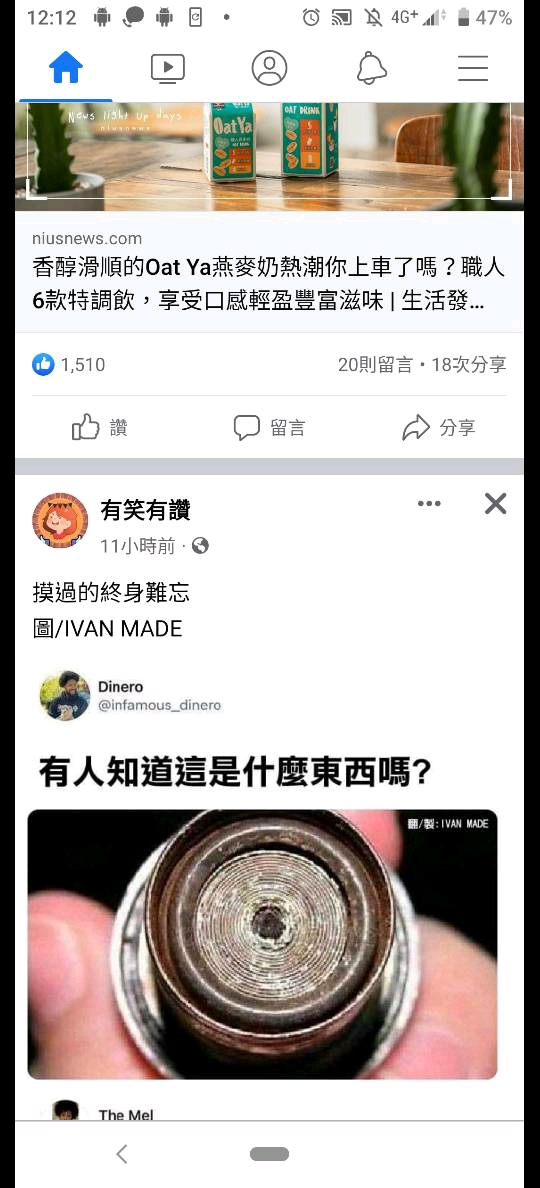 12:12
4G+
47%
News light up days
niusnews
OatYa
OAT DRINK
niusnews.com
香醇滑順的Oat Ya燕麥奶熱潮你上車了嗎？職人
6款特調飲，享受口感輕盈豐富滋味 | 生活發...
1,510
20則留言・18次分享
讚
留言
分享
有笑有讚
11小時前 ·
摸過的終身難忘
圖/IVAN MADE
Dinero
@infamous_dinero
有人知道這是什麼東西嗎?
翻/製:IVAN MADE
The Mel